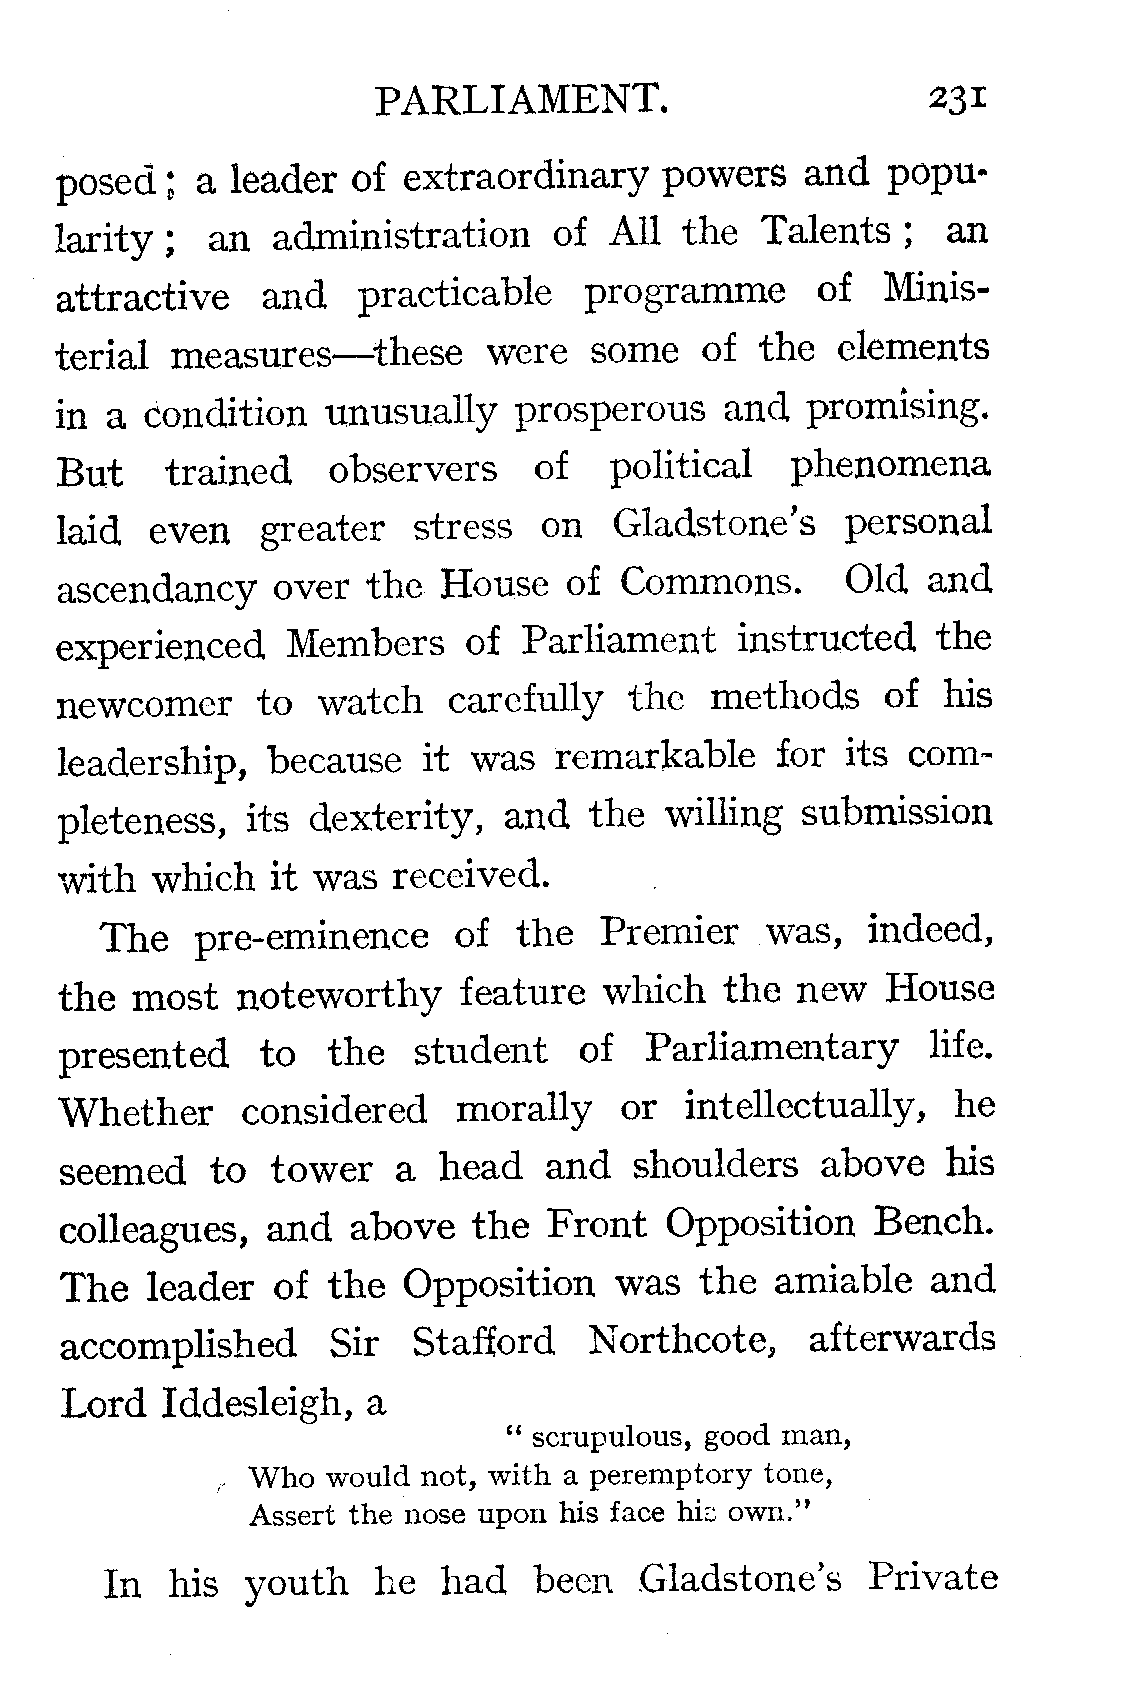 PARLIAMENT. 231
posed; a leader of extraordinary powers and popu-
larity; an administration of All the Talents; an
attractive and practicable programme of Minis-
terial measures—these were some of the elements
in a condition unusually prosperous and promising.
But trained observers of political phenomena
laid even greater stress on Gladstone's personal
ascendancy over the House of Commons. Old and
experienced Members of Parliament instructed the
newcomer to watch carefully the methods of his
leadership, because it was remarkable for its com-
pleteness, its dexterity, and the willing submission
with which it was received.
The pre-eminence of the Premier was, indeed,
the most noteworthy feature which the new House
presented to the student of Parliamentary life.
Whether considered morally or intellectually, he
seemed to tower a head and shoulders above his
colleagues, and above the Front Opposition Bench.
The leader of the Opposition was the amiable and
accomplished Sir Stafford Northcote, afterwards
Lord Iddesleigh, a
" scrupulous, good man,
Who would not, with a peremptory tone,
Assert the nose upon his face his own."
In his youth he had been Gladstone's Private